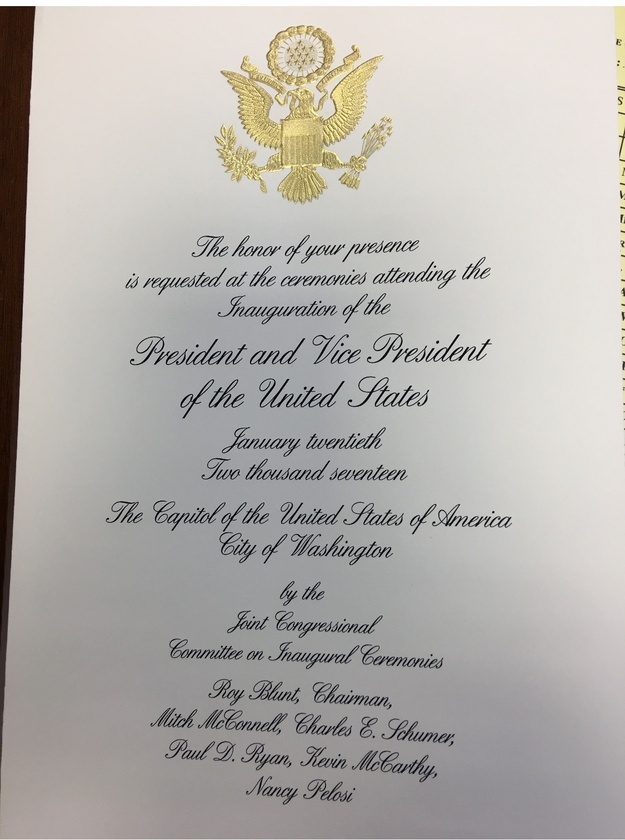 The honor of your presence
is requested at the ceremonies attending the
Inauguration of the
President and Vice President
of the United States
January twentieth
Two thousand seventeen
The Capitol of the United States of America
City of Washington
by the
Joint Congressional
Committee on Inaugural Ceremonies
Roy Blunt, Chairman,
Mitch McConnell, Charles E. Schumer,
Paul D. Ryan, Kevin McCarthy,
Nancy Pelosi